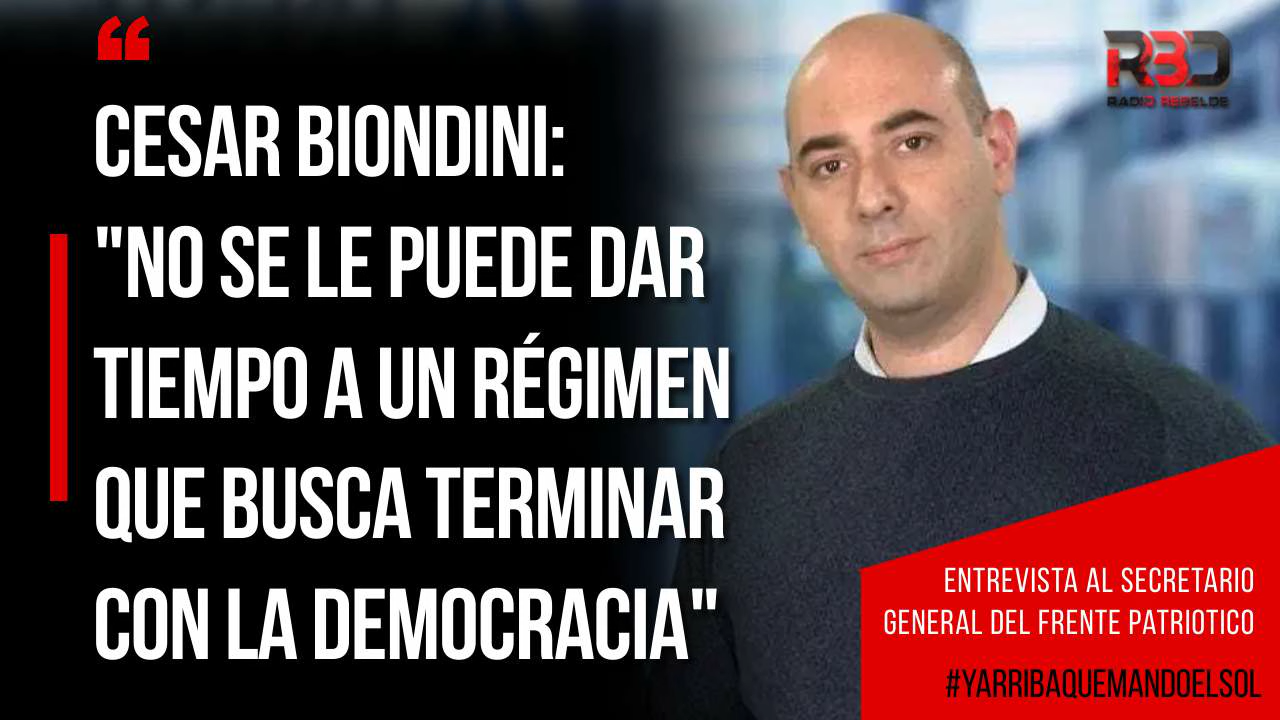 “
RBD
RADIO REBELDE
CESAR BIONDINI:
"NO SE LE PUEDE DAR
TIEMPO A UN RÉGIMEN
QUE BUSCA TERMINAR
CON LA DEMOCRACIA"
ENTREVISTA AL SECRETARIO
GENERAL DEL FRENTE PATRIOTICO
#YARRIBAQUEMANDOELSOL